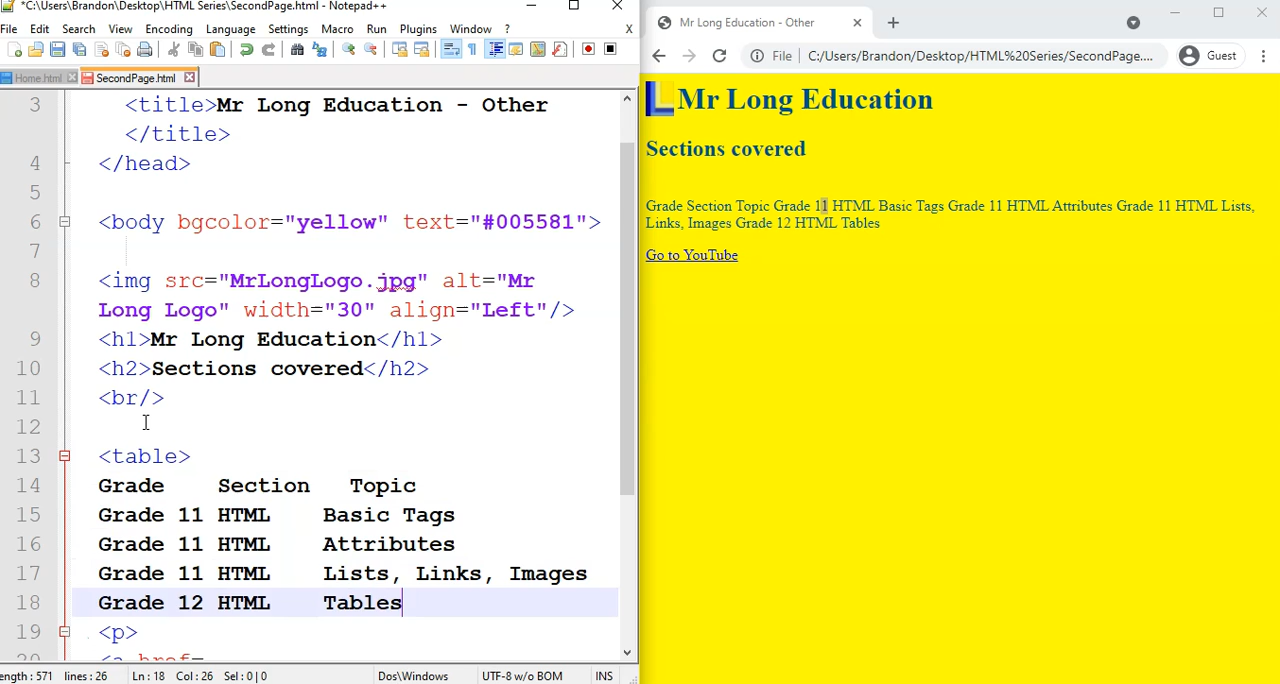 *C:\Users\Brandon\Desktop\HTML Series\SecondPage.html - Notepad++
File Edit Search View Encoding Language Settings Macro Run Plugins Window ?
Home.html SecondPage.html
3 <title>Mr Long Education - Other
</title>
4 </head>
5
6 <body bgcolor="yellow" text="#005581">
7
8 <img src="MrLongLogo.jpg" alt="Mr
Long Logo" width="30" align="Left"/>
9 <h1>Mr Long Education</h1>
10 <h2>Sections covered</h2>
11 <br/>
12
13 <table>
14 Grade Section Topic
15 Grade 11 HTML Basic Tags
16 Grade 11 HTML Attributes
17 Grade 11 HTML Lists, Links, Images
18 Grade 12 HTML Tables
19 <p>
20 <a href=
ength: 571 lines: 26 Ln: 18 Col: 26 Sel: 0 | 0 Dos\Windows UTF-8 w/o BOM INS
Mr Long Education - Other
File C:/Users/Brandon/Desktop/HTML%20Series/SecondPage.... Guest
L Mr Long Education
Sections covered
Grade Section Topic Grade 11 HTML Basic Tags Grade 11 HTML Attributes Grade 11 HTML Lists,
Links, Images Grade 12 HTML Tables
Go to YouTube